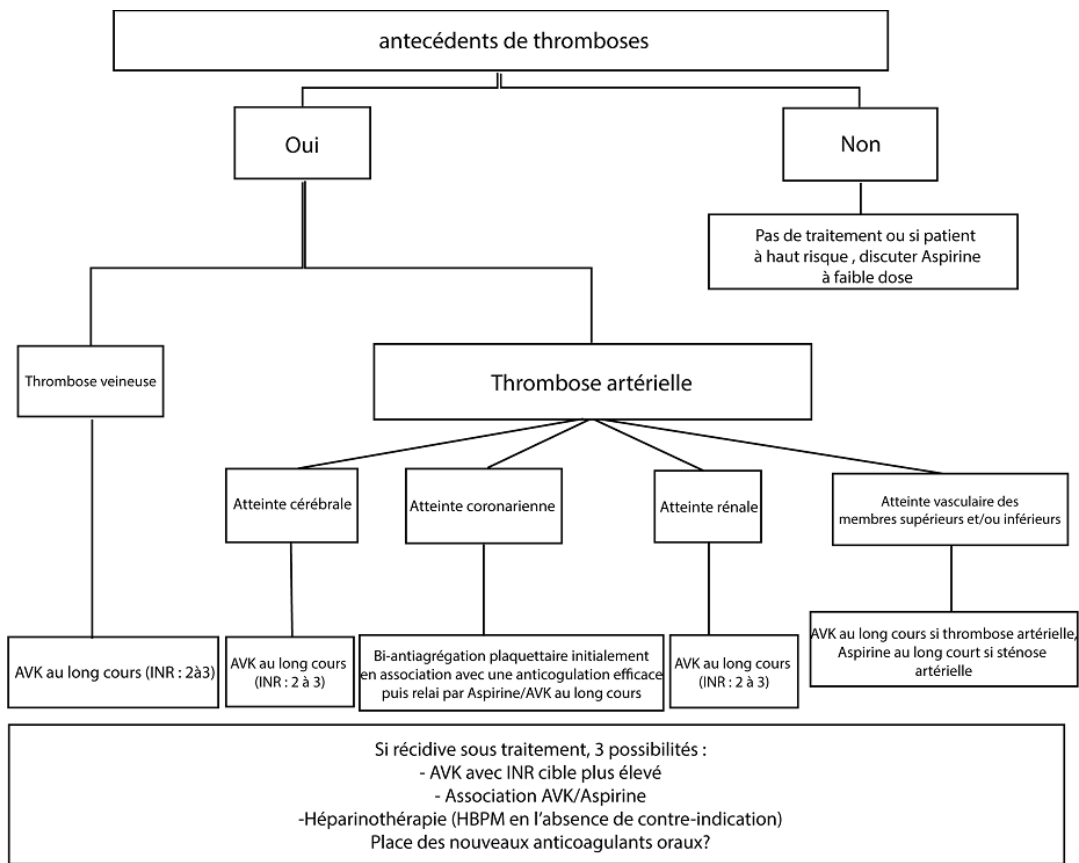 antécédents de thromboses
Oui
Non
Pas de traitement ou si patient
à haut risque , discuter Aspirine
à faible dose
Thrombose veineuse
Thrombose artérielle
Atteinte cérébrale
Atteinte coronarienne
Atteinte rénale
Atteinte vasculaire des
membres supérieurs et/ou inférieurs
AVK au long cours (INR : 2à3)
AVK au long cours
(INR : 2 à 3)
Bi-antiagrégation plaquettaire initialement
en association avec une anticogulation efficace
puis relai par Aspirine/AVK au long cours
AVK au long cours
(INR : 2 à 3)
AVK au long cours si thrombose artérielle,
Aspirine au long court si sténose
artérielle
Si récidive sous traitement, 3 possibilités :
- AVK avec INR cible plus élevé
- Association AVK/Aspirine
-Héparinothérapie (HBPM en l'absence de contre-indication)
Place des nouveaux anticoagulants oraux?